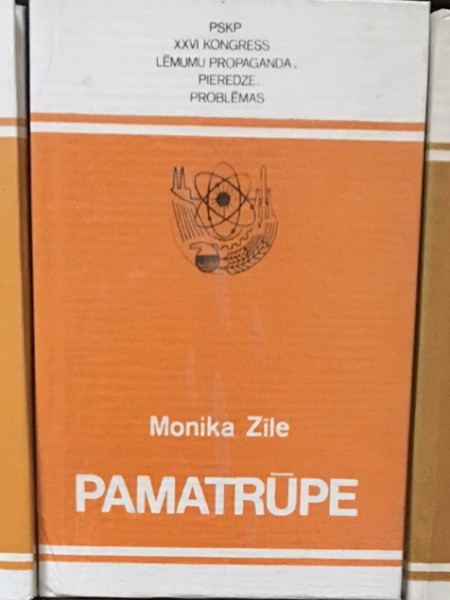 PSKP
XXVI KONGRESS
LĒMUMU PROPAGANDA.
PIEREDZE.
PROBLĒMAS
Monika Zīle
PAMATRŪPE